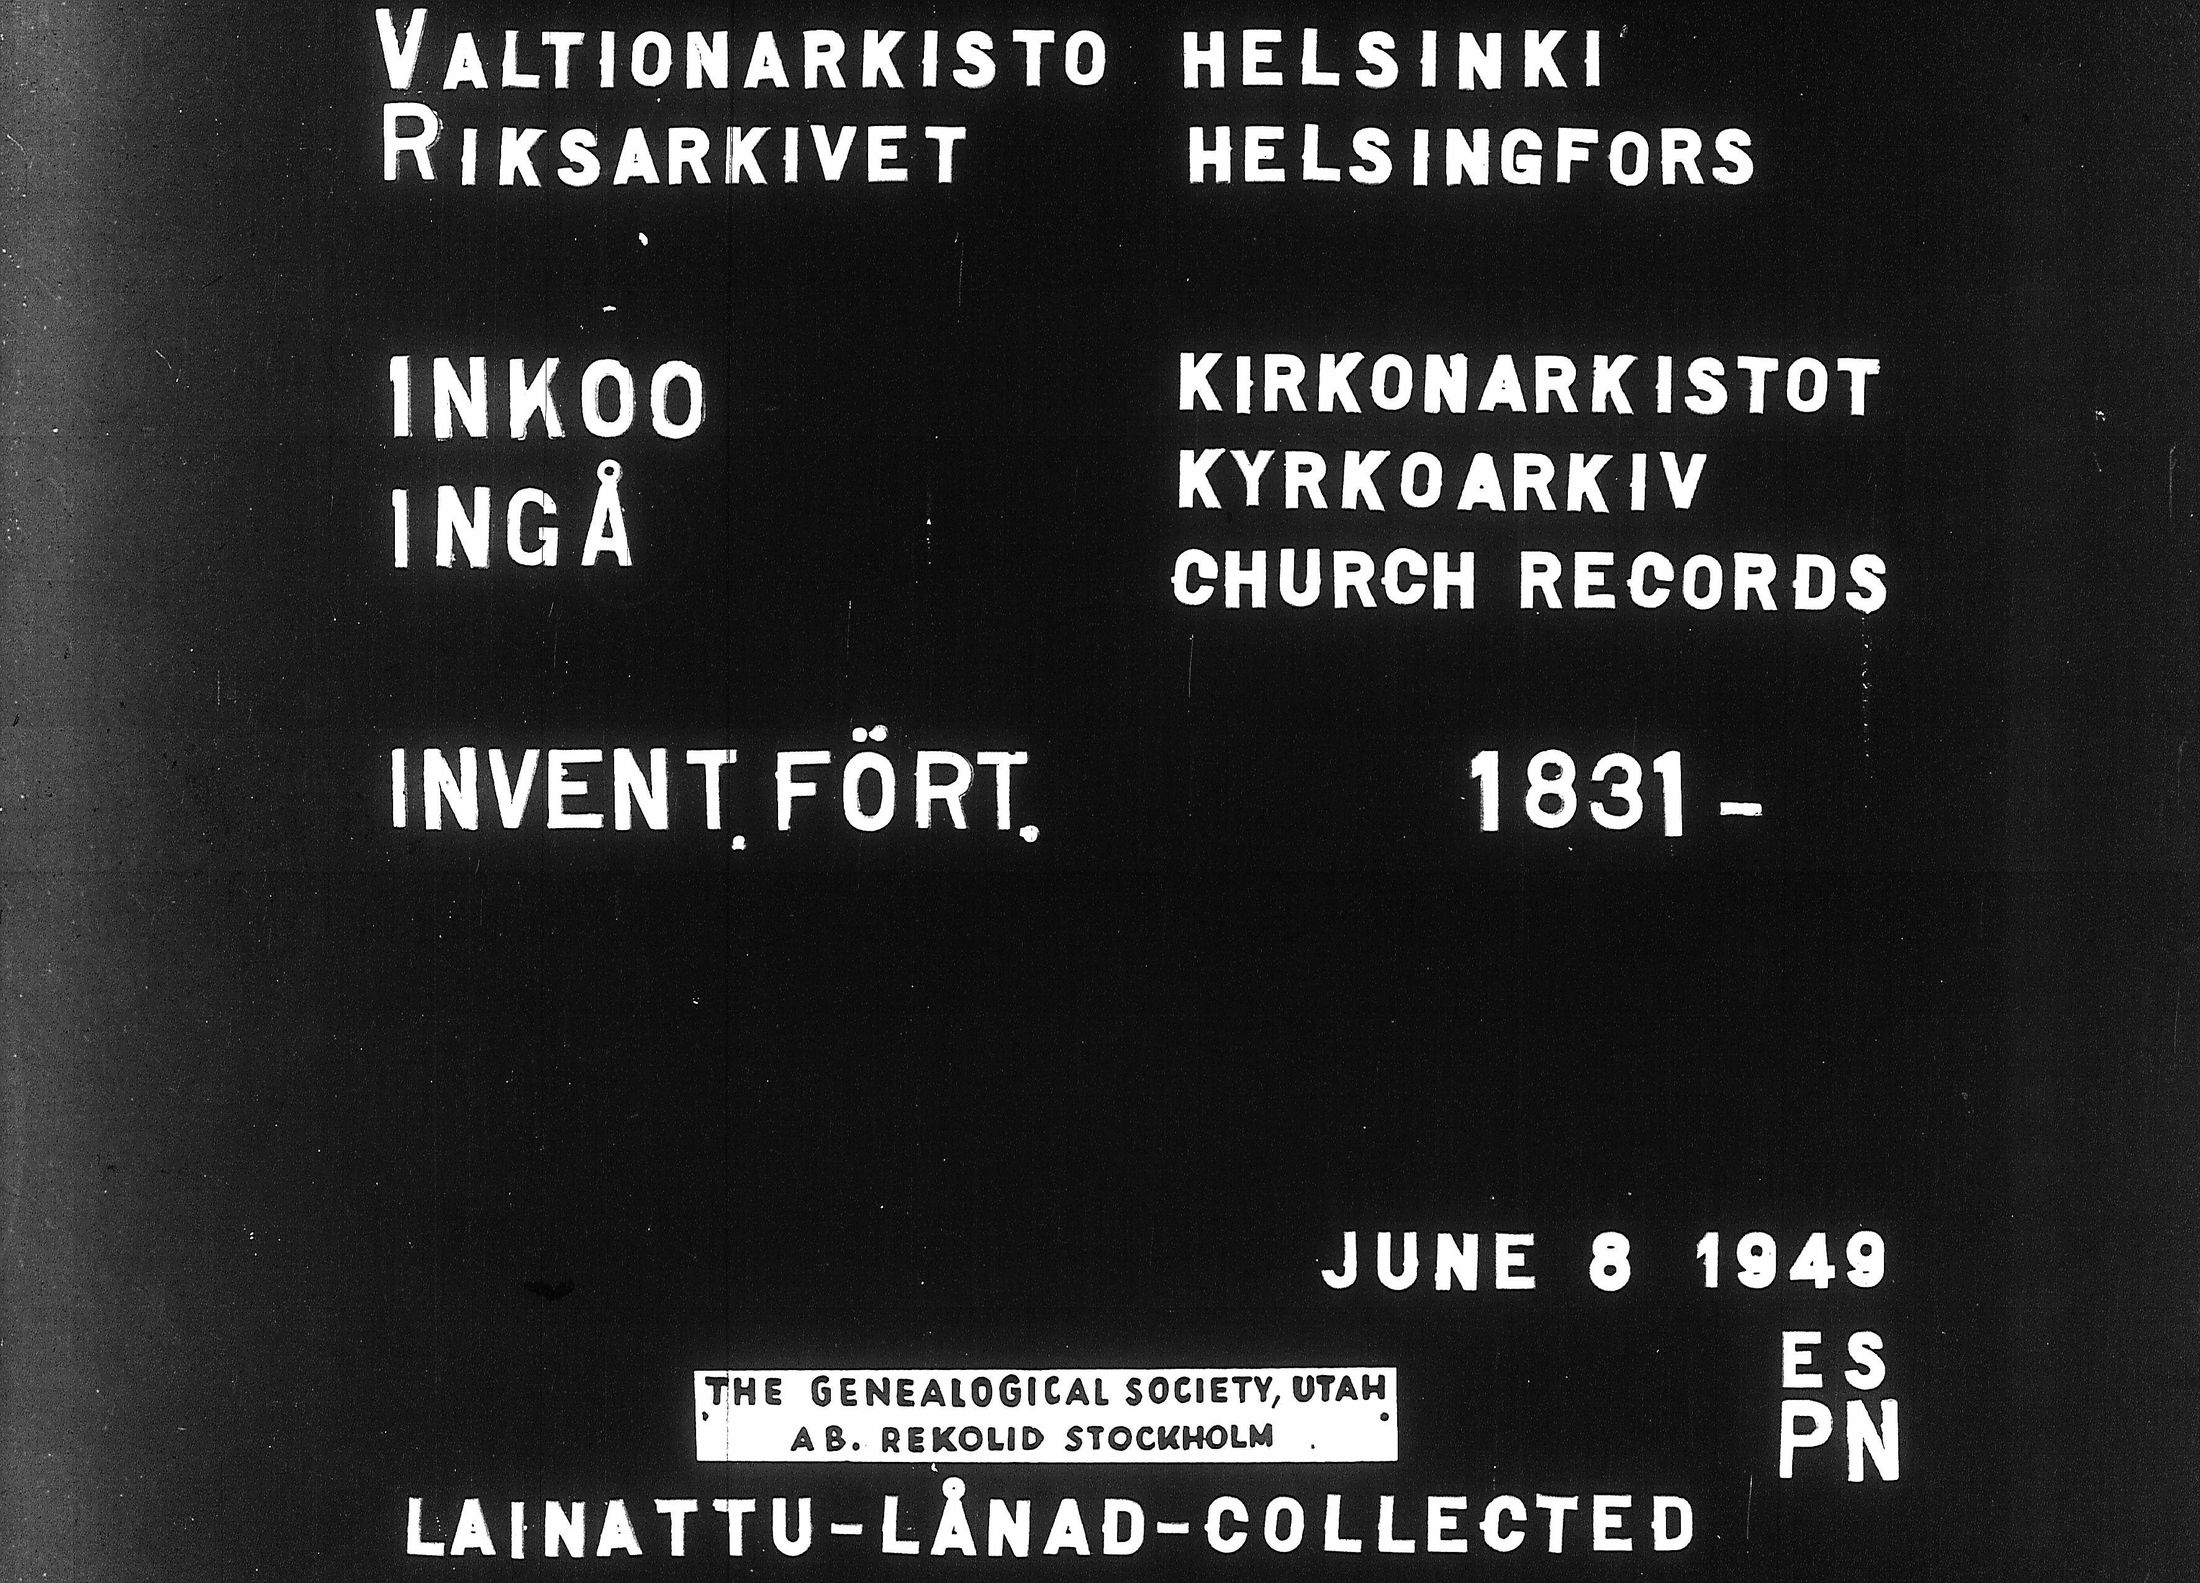 VALTIONARKISTO HELSINKI
RIKSARKIVET HELSINGFORS
INKOO
INGÅ
KIRKONARKISTOT
KYRKOARKIV
CHURCH RECORDS
INVENT. FÖRT. 1831-
JUNE 8 1949
ES
PN
THE GENEALOGICAL SOCIETY, UTAH
AB. REKOLID STOCKHOLM
LAINATTU-LÅNAD-COLLECTED